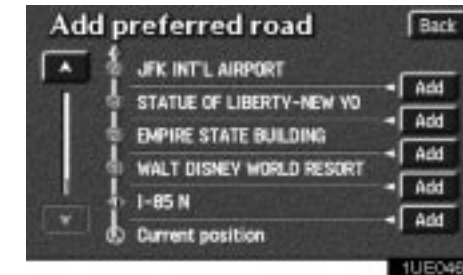 Add preferred road
Back
JFK INT'L AIRPORT
Add
STATUE OF LIBERTY-NEW YO
Add
EMPIRE STATE BUILDING
Add
WALT DISNEY WORLD RESORT
Add
I-85 N
Add
Current position
1UE046